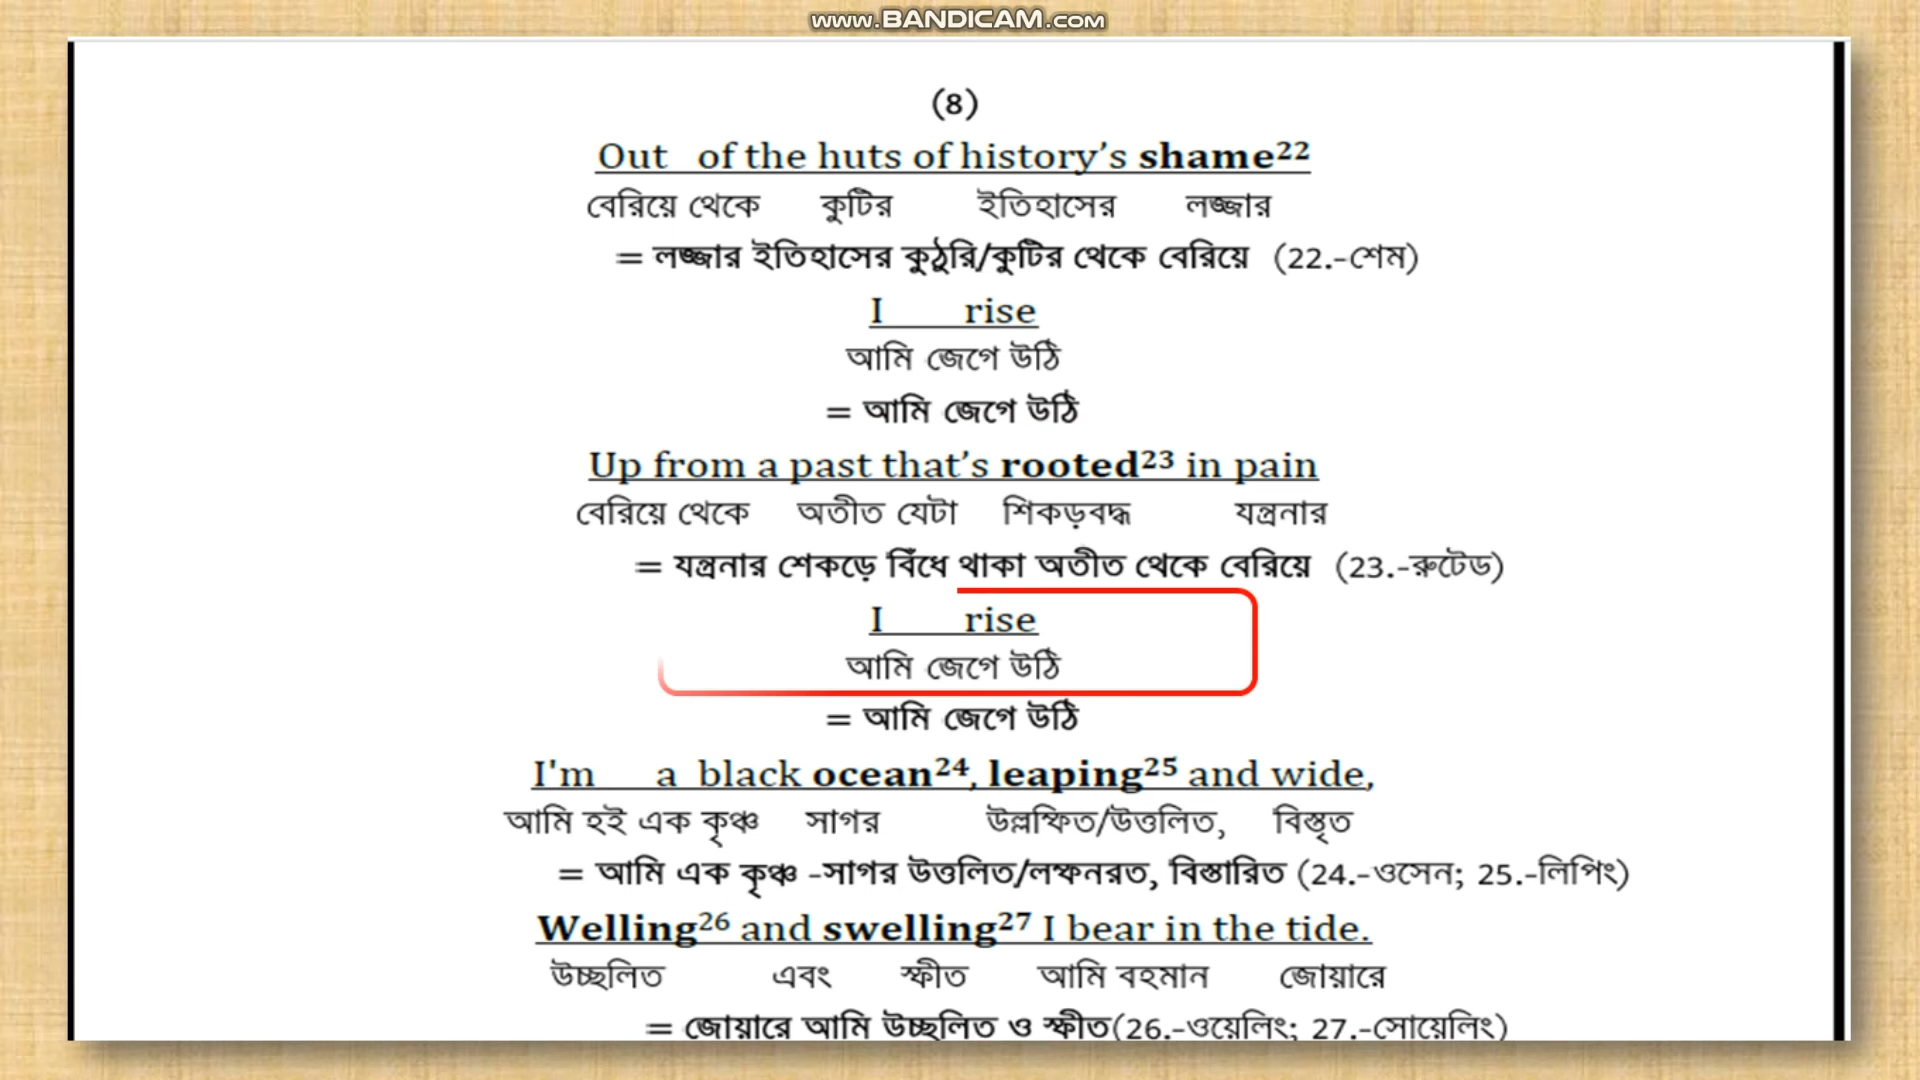 www.BANDICAM.com
(8)
Out of the huts of history’s shame²²
বেরিয়ে থেকে কুটির ইতিহাসের লজ্জার
= লজ্জার ইতিহাসের কুঠুরি/কুটির থেকে বেরিয়ে (22.-শেম)
I rise
আমি জেগে উঠি
= আমি জেগে উঠি
Up from a past that’s rooted²³ in pain
বেরিয়ে থেকে অতীত যেটা শিকড়বদ্ধ যন্ত্রনার
= যন্ত্রনার শেকড়ে বিঁধে থাকা অতীত থেকে বেরিয়ে (23.-রুটেড)
I rise
আমি জেগে উঠি
= আমি জেগে উঠি
I'm a black ocean²⁴, leaping²⁵ and wide,
আমি হই এক কৃঞ্চ সাগর উল্লম্ফিত/উত্তলিত, বিস্তৃত
= আমি এক কৃঞ্চ -সাগর উত্তলিত/লম্ফনরত, বিস্তারিত (24.-ওসেন; 25.-লিপিং)
Welling²⁶ and swelling²⁷ I bear in the tide.
উচ্ছলিত এবং স্ফীত আমি বহমান জোয়ারে
= জোয়ারে আমি উচ্ছলিত ও স্ফীত(26.-ওয়েলিং; 27.-সোয়েলিং)